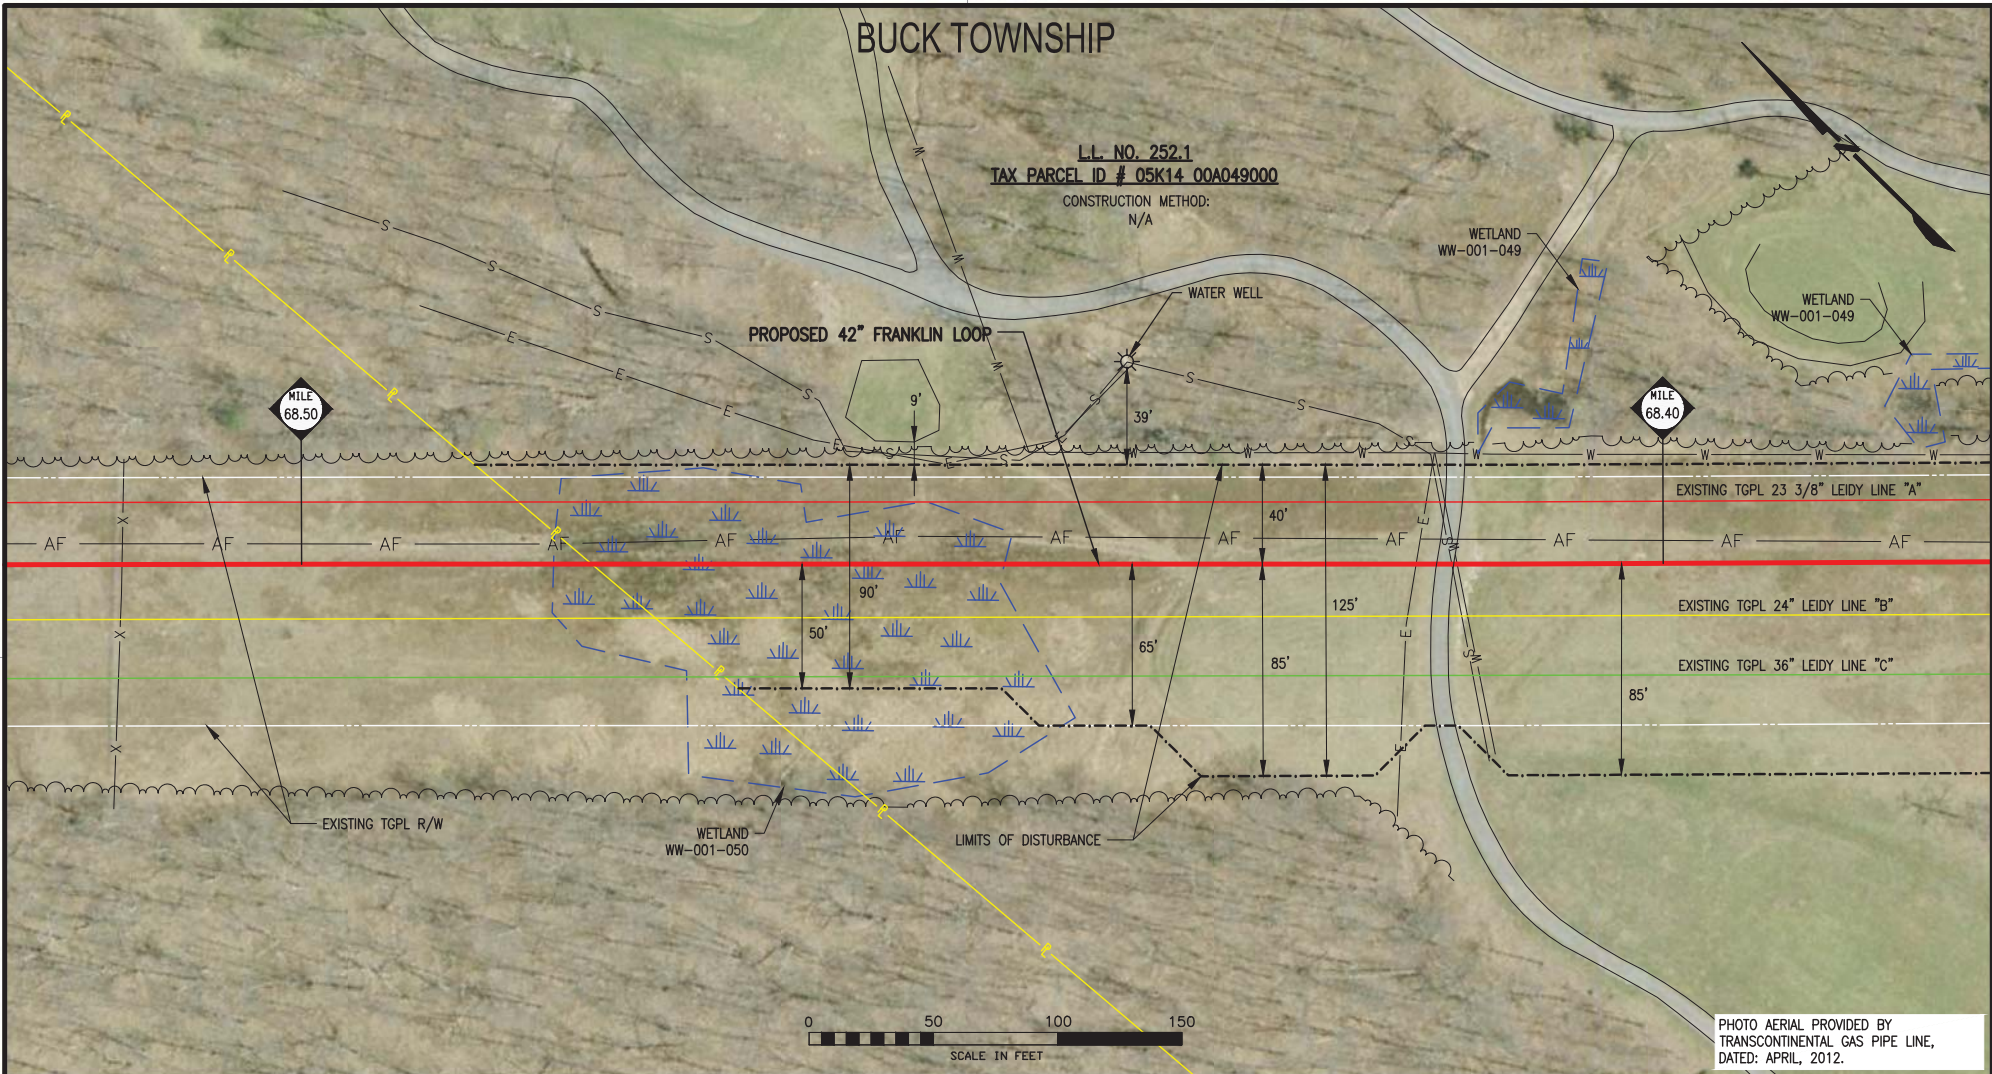 BUCK TOWNSHIP
L.L. NO. 252.1
TAX PARCEL ID # 05K14 00A049000
CONSTRUCTION METHOD:
N/A
WETLAND
WW-001-049
WATER WELL
WETLAND
WW-001-049
PROPOSED 42" FRANKLIN LOOP
MILE
68.50
9'
39'
MILE
68.40
EXISTING TGPL 23 3/8" LEIDY LINE "A"
40'
AF AF AF AF AF AF AF AF AF AF AF AF
90'
125'
EXISTING TGPL 24" LEIDY LINE "B"
50'
65'
85'
EXISTING TGPL 36" LEIDY LINE "C"
85'
EXISTING TGPL R/W
WETLAND
WW-001-050
LIMITS OF DISTURBANCE
0 50 100 150
SCALE IN FEET
PHOTO AERIAL PROVIDED BY
TRANSCONTINENTAL GAS PIPE LINE,
DATED: APRIL, 2012.